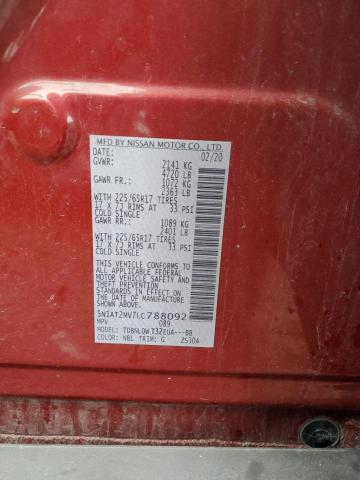 MFD BY NISSAN MOTOR CO., LTD
DATE: 02/20
GVWR: 2141 KG
4720 LB
GAWR FR.: 1072 KG
2363 LB
WITH 225/65R17 TIRES
17 X 7J RIMS AT 33 PSI
COLD SINGLE
GAWR RR.: 1089 KG
2401 LB
WITH 225/65R17 TIRES
17 X 7J RIMS AT 33 PSI
COLD SINGLE
THIS VEHICLE CONFORMS TO
ALL APPLICABLE FEDERAL
MOTOR VEHICLE SAFETY
STANDARDS IN EFFECT ON THE
DATE OF MANUFACTURE SHOWN
ABOVE.
5N1AT2MV7LC788092
MPV 089
MODEL:
COLOR: NBL TRIM: G 2530A